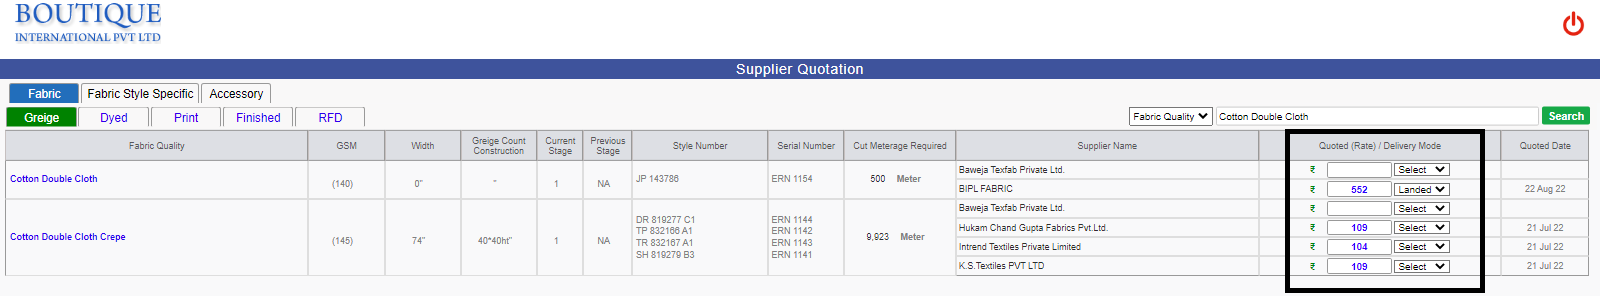 BOUTIQUE
INTERNATIONAL PVT LTD
Supplier Quotation
Fabric Fabric Style Specific Accessory
Greige Dyed Print Finished RFD Fabric Quality Cotton Double Cloth Search
Fabric Quality GSM Width Greige Count Construction Current Stage Previous Stage Style Number Serial Number Cut Meterage Required Supplier Name Quoted (Rate) / Delivery Mode Quoted Date
Cotton Double Cloth (140) 0" " 1 NA JP 143786 ERN 1154 500 Meter
Baweja Texfab Private Ltd. ₹ Select
BIPL FABRIC ₹ 552 Landed 22 Aug 22
Cotton Double Cloth Crepe (145) 74" 40*40ht" 1 NA
DR 819277 C1 ERN 1144
TP 832166 A1 ERN 1142
TR 832167 A1 ERN 1143
SH 819279 B3 ERN 1141
9,923 Meter
Baweja Texfab Private Ltd. ₹ Select
Hukam Chand Gupta Fabrics Pvt.Ltd. ₹ 109 Select 21 Jul 22
Intrend Textiles Private Limited ₹ 104 Select 21 Jul 22
K.S.Textiles PVT LTD ₹ 109 Select 21 Jul 22